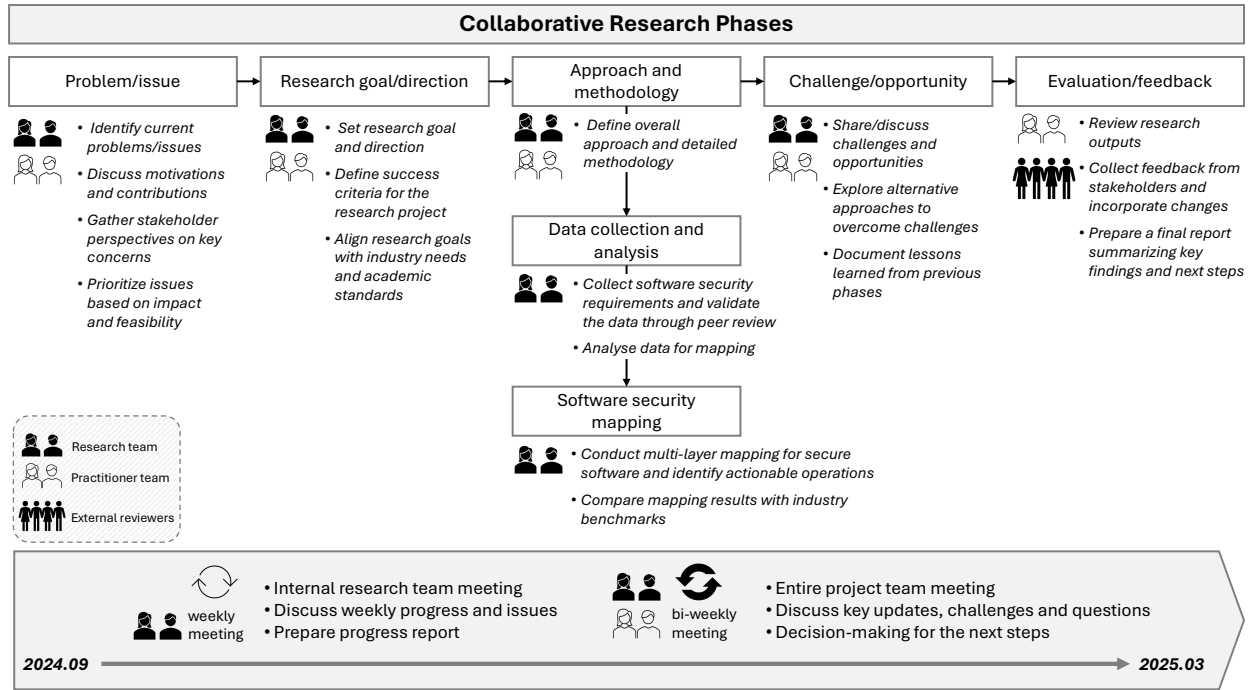 Collaborative Research Phases
Problem/issue
• Identify current
problems/issues
• Discuss motivations
and contributions
• Gather stakeholder
perspectives on key
concerns
• Prioritize issues
based on impact
and feasibility
Research goal/direction
• Set research goal
and direction
• Define success
criteria for the
research project
• Align research goals
with industry needs
and academic
standards
Approach and
methodology
• Define overall
approach and detailed
methodology
Data collection and
analysis
• Collect software security
requirements and validate
the data through peer review
• Analyse data for mapping
Software security
mapping
• Conduct multi-layer mapping for secure
software and identify actionable operations
• Compare mapping results with industry
benchmarks
Challenge/opportunity
• Share/discuss
challenges and
opportunities
• Explore alternative
approaches to
overcome challenges
• Document lessons
learned from previous
phases
Evaluation/feedback
• Review research
outputs
• Collect feedback from
stakeholders and
incorporate changes
• Prepare a final report
summarizing key
findings and next steps
Research team
Practitioner team
External reviewers
weekly
meeting
• Internal research team meeting
• Discuss weekly progress and issues
• Prepare progress report
bi-weekly
meeting
• Entire project team meeting
• Discuss key updates, challenges and questions
• Decision-making for the next steps
2024.09
2025.03